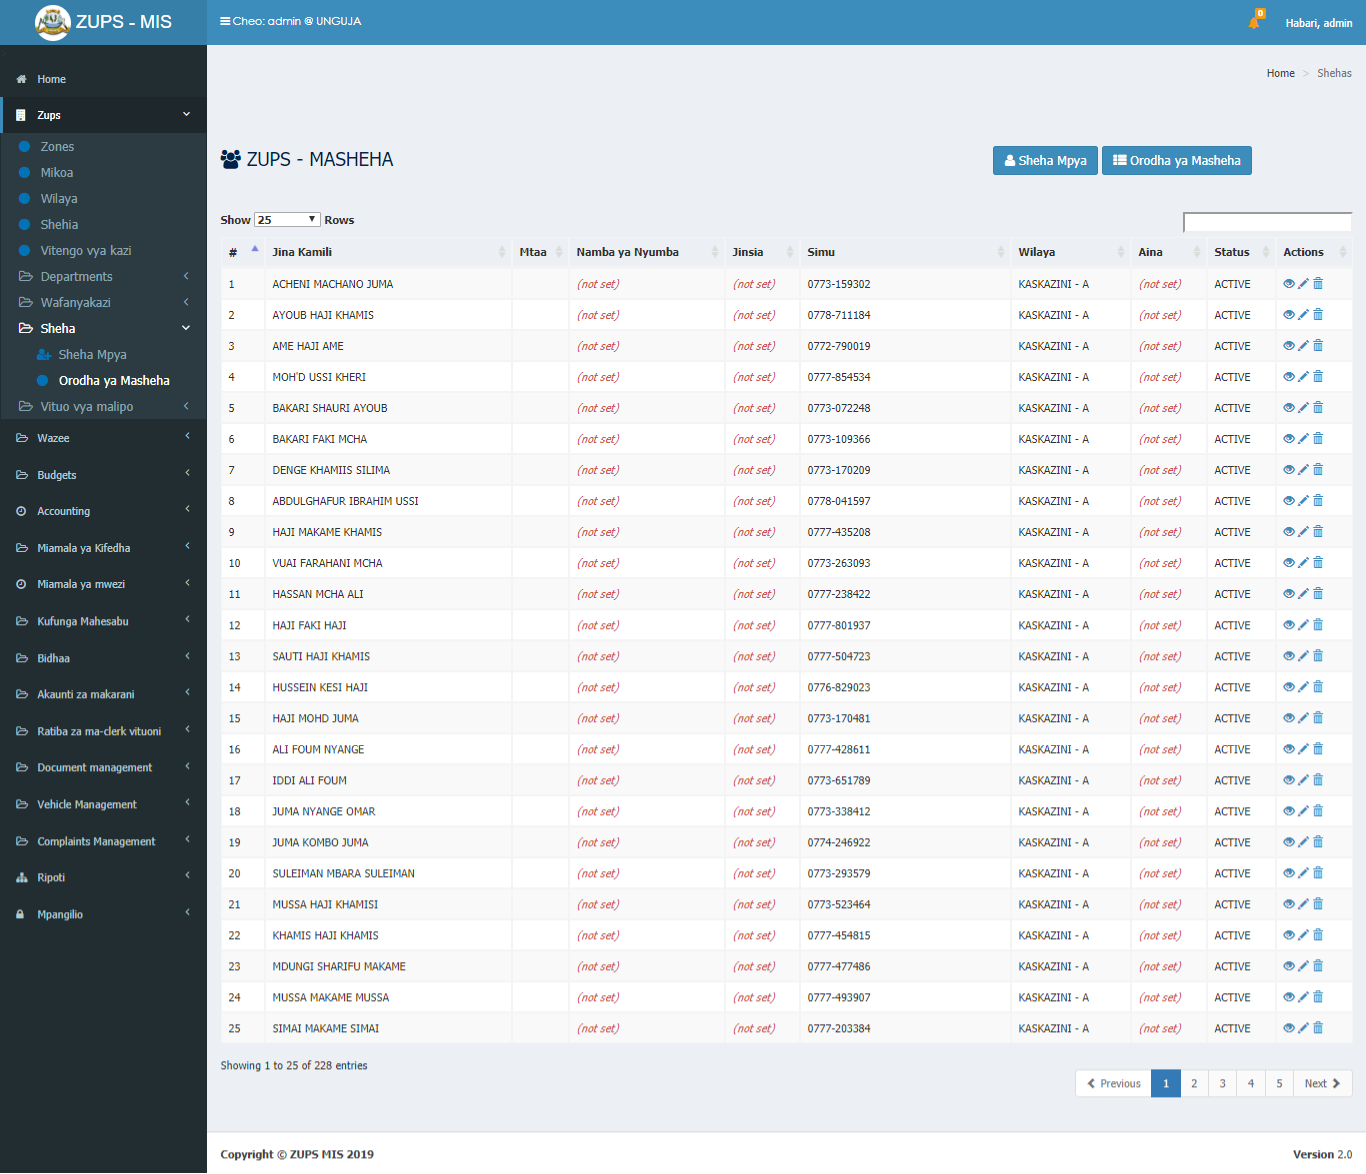 ZUPS - MIS
Cheo: admin @ UNGUJA
0
Habari, admin
Home
Zups
Zones
Mikoa
Wilaya
Shehia
Vitengo vya kazi
Departments
Wafanyakazi
Sheha
Sheha Mpya
Orodha ya Masheha
Vituo vya malipo
Wazee
Budgets
Accounting
Miamala ya Kifedha
Miamala ya mwezi
Kufunga Mahesabu
Bidhaa
Akaunti za makarani
Ratiba za ma-clerk vituoni
Document management
Vehicle Management
Complaints Management
Ripoti
Mpangilio
Home > Shehas
ZUPS - MASHEHA
Sheha Mpya
Orodha ya Masheha
Show 25 Rows
# Jina Kamili Mtaa Namba ya Nyumba Jinsia Simu Wilaya Aina Status Actions
1 ACHENI MACHANO JUMA (not set) (not set) 0773-159302 KASKAZINI - A (not set) ACTIVE
2 AYOUB HAJI KHAMIS (not set) (not set) 0778-711184 KASKAZINI - A (not set) ACTIVE
3 AME HAJI AME (not set) (not set) 0772-790019 KASKAZINI - A (not set) ACTIVE
4 MOH'D USSI KHERI (not set) (not set) 0777-854534 KASKAZINI - A (not set) ACTIVE
5 BAKARI SHAURI AYOUB (not set) (not set) 0773-072248 KASKAZINI - A (not set) ACTIVE
6 BAKARI FAKI MCHA (not set) (not set) 0773-109366 KASKAZINI - A (not set) ACTIVE
7 DENGE KHAMIIS SILIMA (not set) (not set) 0773-170209 KASKAZINI - A (not set) ACTIVE
8 ABDULGHAFUR IBRAHIM USSI (not set) (not set) 0778-041597 KASKAZINI - A (not set) ACTIVE
9 HAJI MAKAME KHAMIS (not set) (not set) 0777-435208 KASKAZINI - A (not set) ACTIVE
10 VUAI FARAHANI MCHA (not set) (not set) 0773-263093 KASKAZINI - A (not set) ACTIVE
11 HASSAN MCHA ALI (not set) (not set) 0777-238422 KASKAZINI - A (not set) ACTIVE
12 HAJI FAKI HAJI (not set) (not set) 0777-801937 KASKAZINI - A (not set) ACTIVE
13 SAUTI HAJI KHAMIS (not set) (not set) 0777-504723 KASKAZINI - A (not set) ACTIVE
14 HUSSEIN KESI HAJI (not set) (not set) 0776-829023 KASKAZINI - A (not set) ACTIVE
15 HAJI MOHD JUMA (not set) (not set) 0773-170481 KASKAZINI - A (not set) ACTIVE
16 ALI FOUM NYANGE (not set) (not set) 0777-428611 KASKAZINI - A (not set) ACTIVE
17 IDDI ALI FOUM (not set) (not set) 0773-651789 KASKAZINI - A (not set) ACTIVE
18 JUMA NYANGE OMAR (not set) (not set) 0773-338412 KASKAZINI - A (not set) ACTIVE
19 JUMA KOMBO JUMA (not set) (not set) 0774-246922 KASKAZINI - A (not set) ACTIVE
20 SULEIMAN MBARA SULEIMAN (not set) (not set) 0773-293579 KASKAZINI - A (not set) ACTIVE
21 MUSSA HAJI KHAMISI (not set) (not set) 0773-523464 KASKAZINI - A (not set) ACTIVE
22 KHAMIS HAJI KHAMIS (not set) (not set) 0777-454815 KASKAZINI - A (not set) ACTIVE
23 MDUNGI SHARIFU MAKAME (not set) (not set) 0777-477486 KASKAZINI - A (not set) ACTIVE
24 MUSSA MAKAME MUSSA (not set) (not set) 0777-493907 KASKAZINI - A (not set) ACTIVE
25 SIMAI MAKAME SIMAI (not set) (not set) 0777-203384 KASKAZINI - A (not set) ACTIVE
Showing 1 to 25 of 228 entries
Previous 1 2 3 4 5 Next
Copyright © ZUPS MIS 2019
Version 2.0